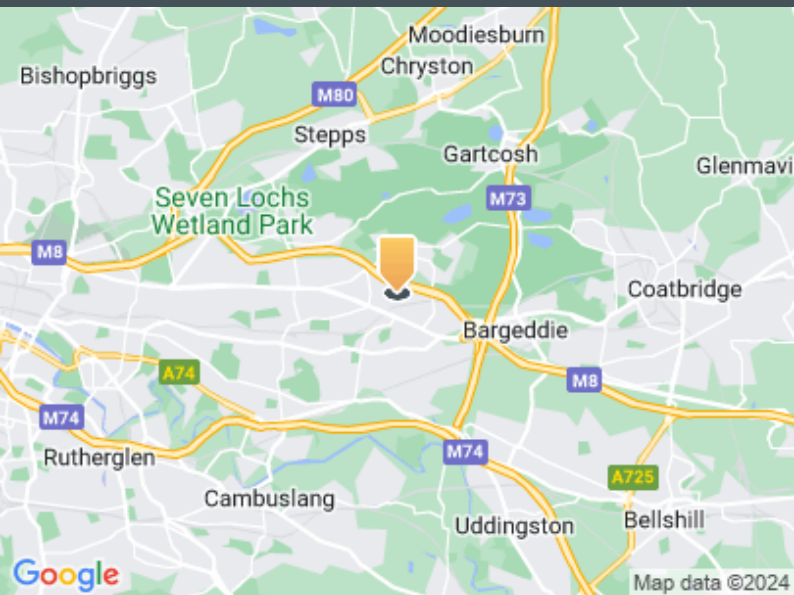 Moodiesburn
Chryston
Bishopbriggs
M80
Stepps
Gartcosh
Glenmavi
Seven Lochs
Wetland Park
M73
M8
Coatbridge
Bargeddie
A74
M8
M74
Rutherglen
M74
A725
Cambuslang
Uddingston
Bellshill
Google
Map data ©2024